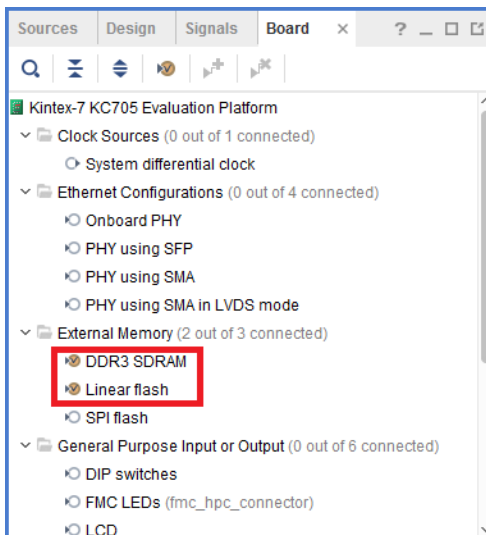 Sources Design Signals Board × ? _
Kintex-7 KC705 Evaluation Platform
Clock Sources (0 out of 1 connected)
System differential clock
Ethernet Configurations (0 out of 4 connected)
Onboard PHY
PHY using SFP
PHY using SMA
PHY using SMA in LVDS mode
External Memory (2 out of 3 connected)
DDR3 SDRAM
Linear flash
SPI flash
General Purpose Input or Output (0 out of 6 connected)
DIP switches
FMC LEDs (fmc_hpc_connector)
LCD